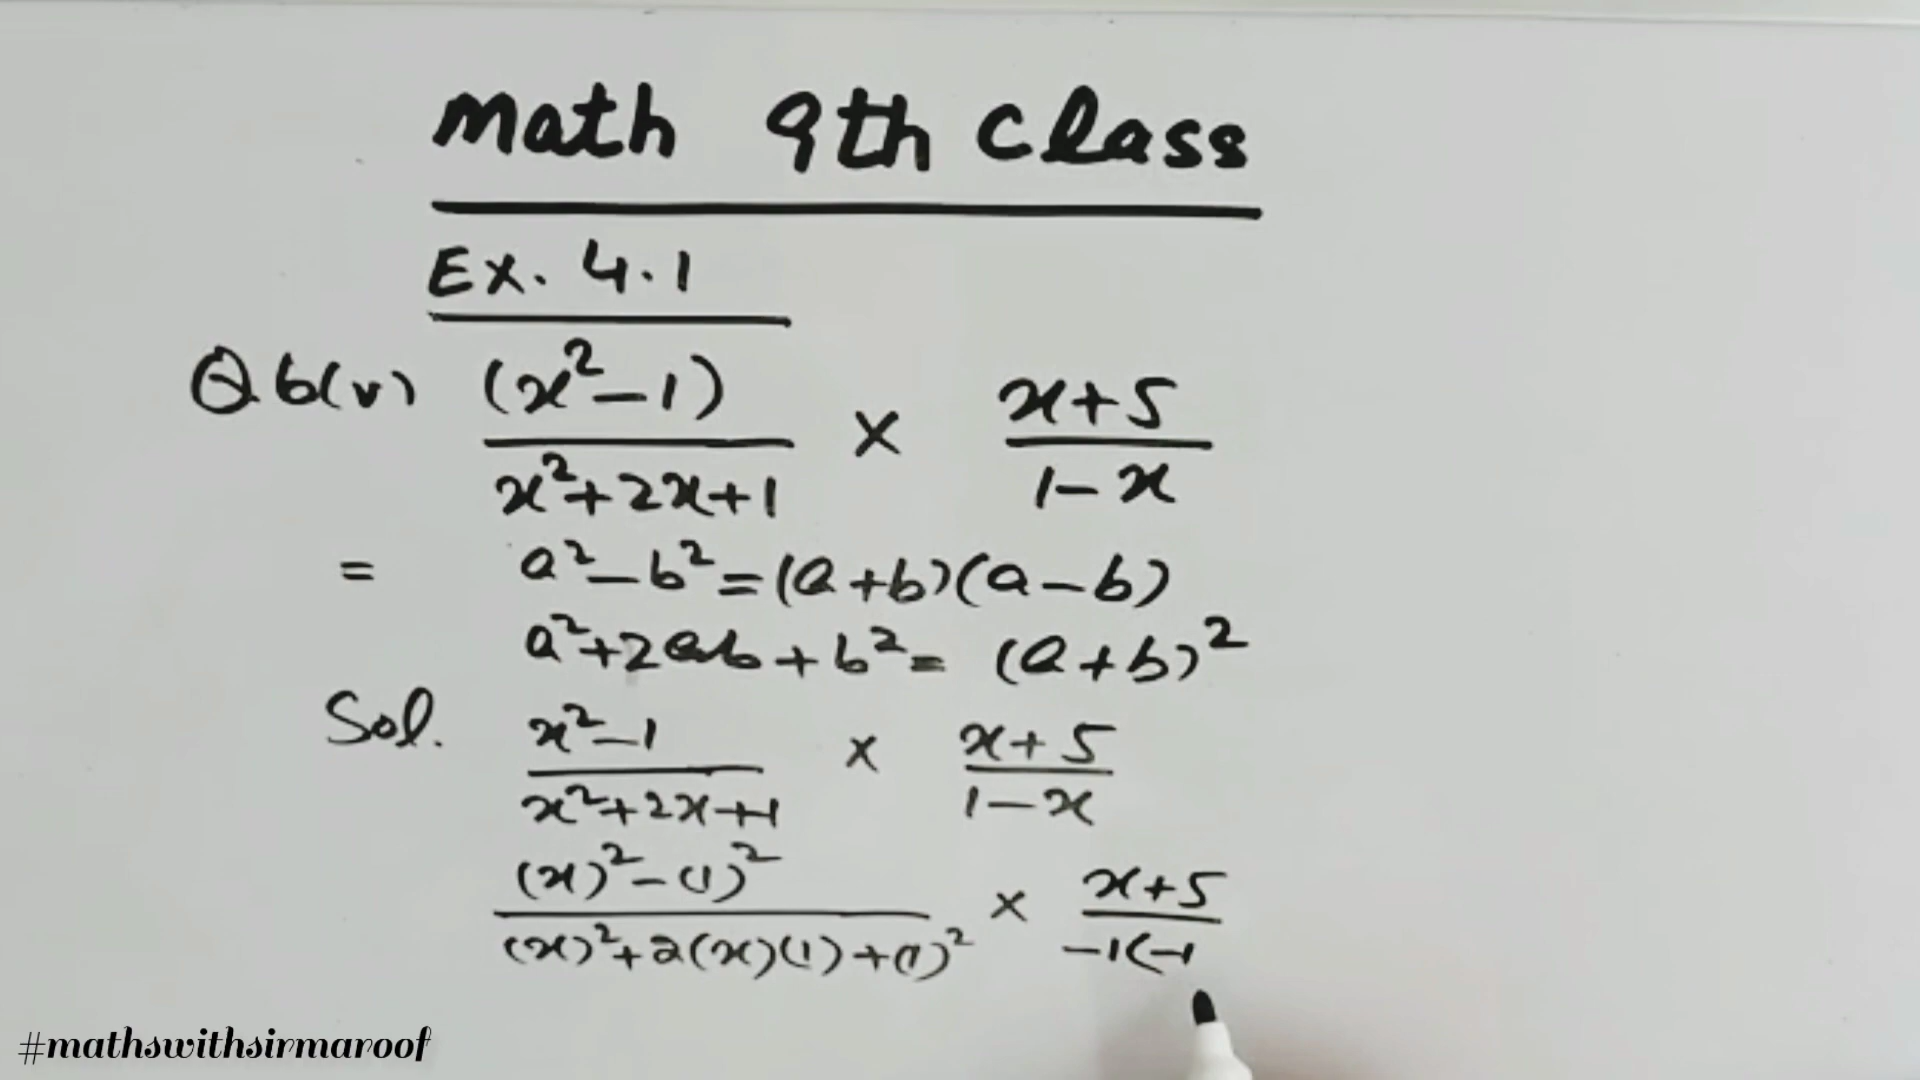 Math 9th Class
Ex. 4.1
Q6(v) (x²-1)/(x²+2x+1) × (x+5)/(1-x)
= a²-b²=(a+b)(a-b)
a²+2ab+b²=(a+b)²
Sol. (x²-1)/(x²+2x+1) × (x+5)/(1-x)
((x)²-(1)²)/((x)²+2(x)(1)+(1)²) × (x+5)/(-1(-1
#mathswithsirmaroof